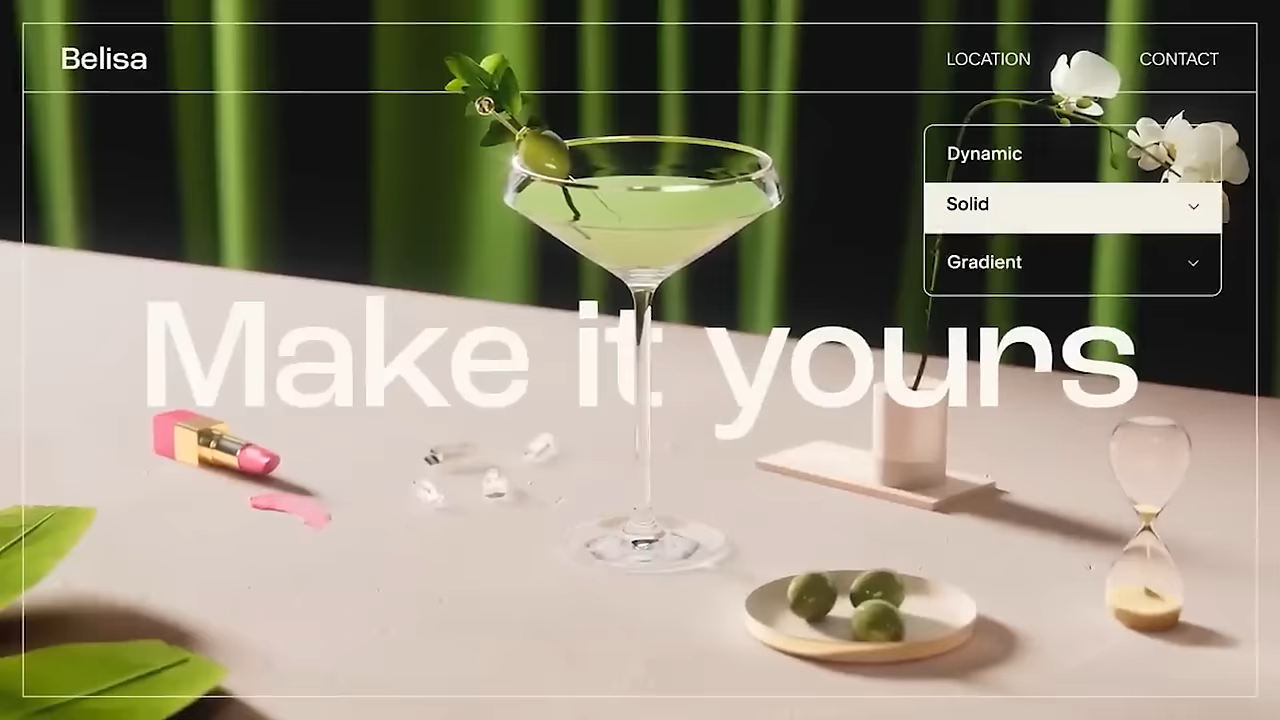 Belisa
LOCATION
CONTACT
Dynamic
Solid
Gradient
Make it yours